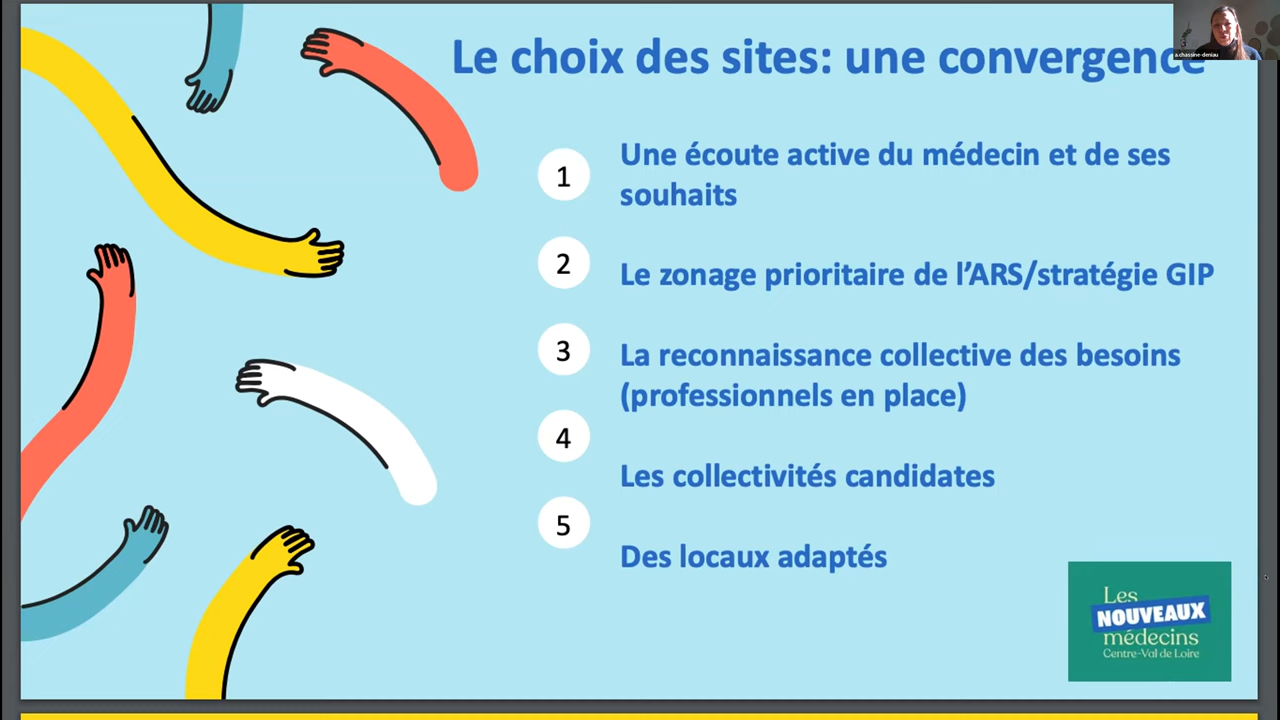 Le choix des sites: une convergence
a.chassine-deniau
1
Une écoute active du médecin et de ses
souhaits
2
Le zonage prioritaire de l’ARS/stratégie GIP
3
La reconnaissance collective des besoins
(professionnels en place)
4
Les collectivités candidates
5
Des locaux adaptés
Les
NOUVEAUX
médecins
Centre-Val de Loire